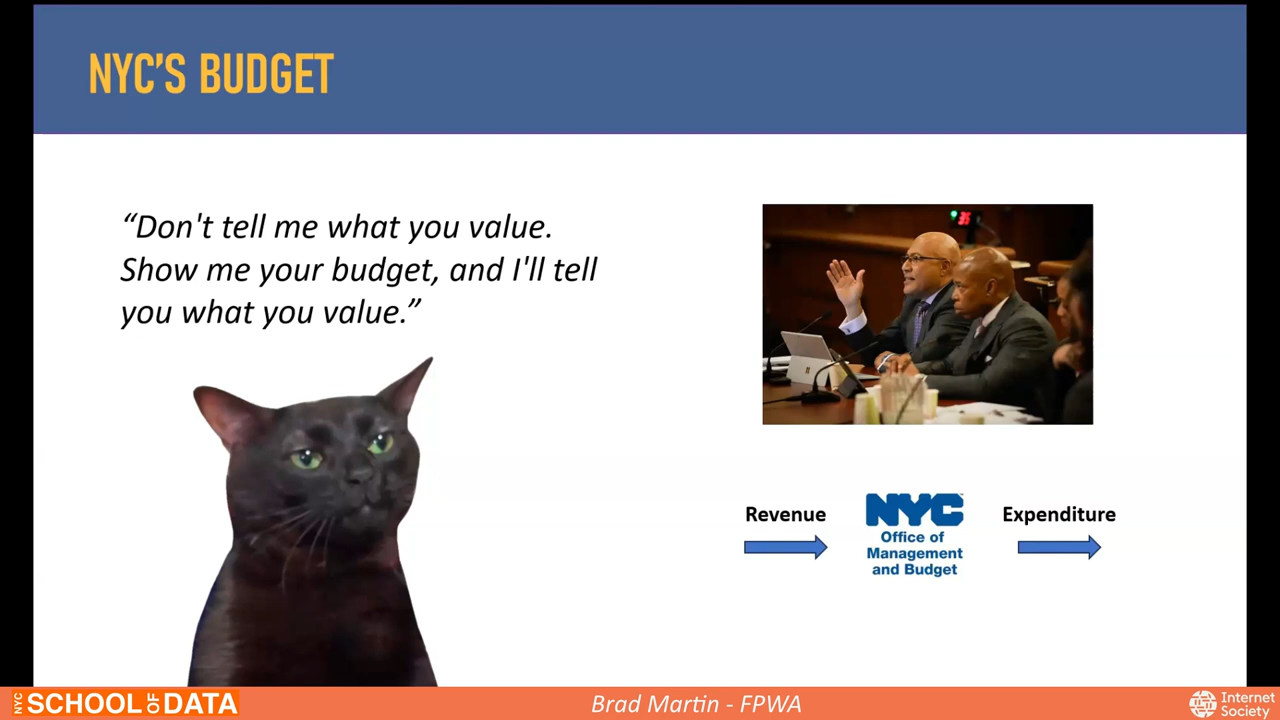 NYC'S BUDGET
“Don't tell me what you value.
Show me your budget, and I'll tell
you what you value.”
35
Revenue
NYC
Office of
Management
and Budget
Expenditure
NYC SCHOOL OF DATA
Brad Martin - FPWA
Internet
Society